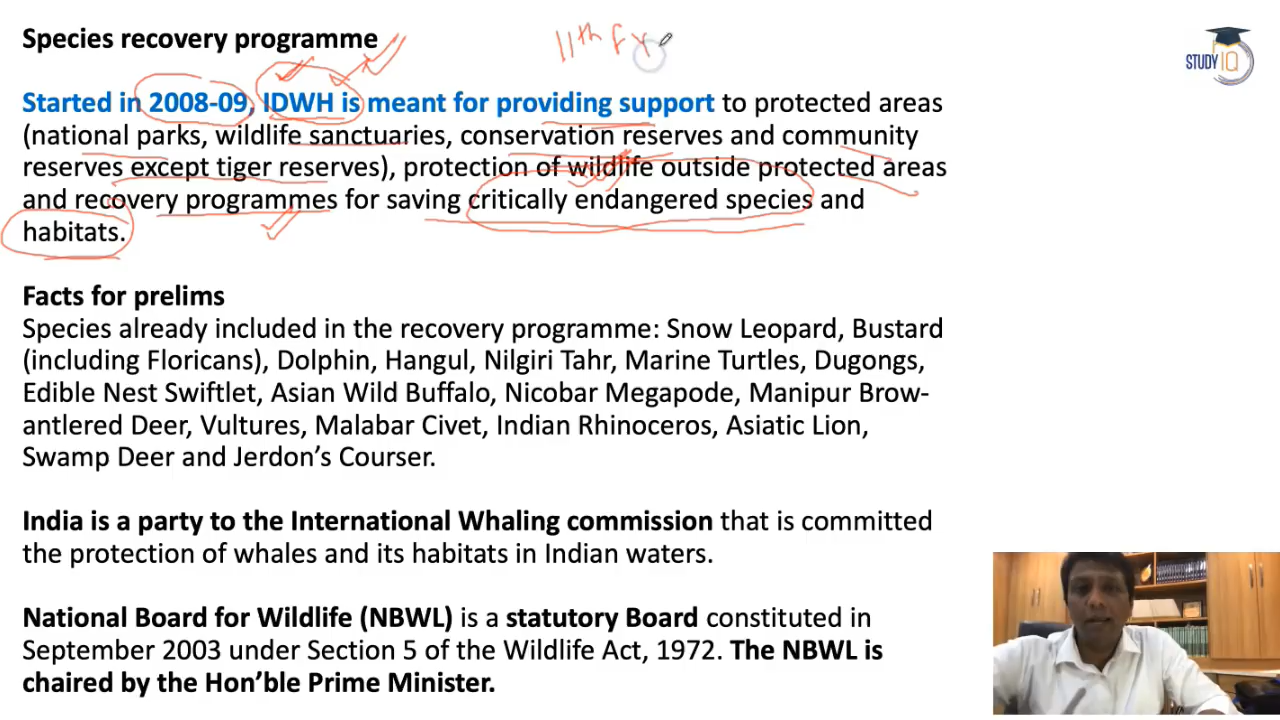 Species recovery programme
11th FY
STUDY IQ
Started in 2008-09, IDWH is meant for providing support to protected areas
(national parks, wildlife sanctuaries, conservation reserves and community
reserves except tiger reserves), protection of wildlife outside protected areas
and recovery programmes for saving critically endangered species and
habitats.
Facts for prelims
Species already included in the recovery programme: Snow Leopard, Bustard
(including Floricans), Dolphin, Hangul, Nilgiri Tahr, Marine Turtles, Dugongs,
Edible Nest Swiftlet, Asian Wild Buffalo, Nicobar Megapode, Manipur Brow-
antlered Deer, Vultures, Malabar Civet, Indian Rhinoceros, Asiatic Lion,
Swamp Deer and Jerdon’s Courser.
India is a party to the International Whaling commission that is committed
the protection of whales and its habitats in Indian waters.
National Board for Wildlife (NBWL) is a statutory Board constituted in
September 2003 under Section 5 of the Wildlife Act, 1972. The NBWL is
chaired by the Hon’ble Prime Minister.